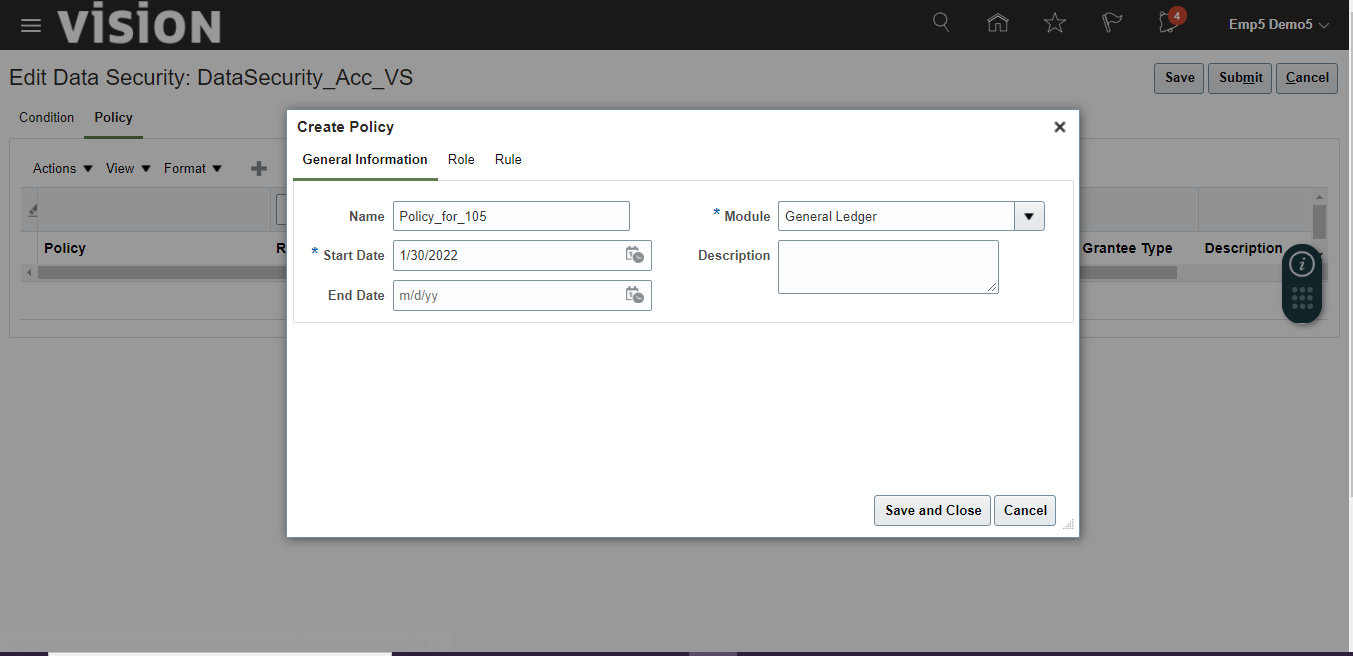 VISION
4
Emp5 Demo5
Edit Data Security: DataSecurity_Acc_VS
Save
Submit
Cancel
Condition
Policy
Actions
View
Format
Policy
R
Grantee Type
Description
Create Policy
General Information
Role
Rule
Name
Policy_for_105
* Module
General Ledger
* Start Date
1/30/2022
Description
End Date
m/d/yy
Save and Close
Cancel